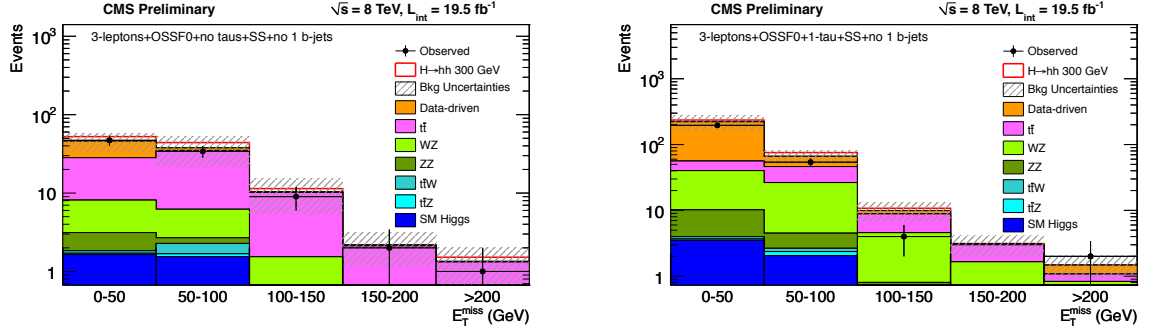 CMS Preliminary
√s = 8 TeV, L_int = 19.5 fb⁻¹
3-leptons+OSSF0+no taus+SS+no 1 b-jets
Events
10³
10²
10
1
Observed
H→hh 300 GeV
Bkg Uncertainties
Data-driven
tt̄
WZ
ZZ
tt̄W
tt̄Z
SM Higgs
0-50 50-100 100-150 150-200 >200
E_T^miss (GeV)
CMS Preliminary
√s = 8 TeV, L_int = 19.5 fb⁻¹
3-leptons+OSSF0+1-tau+SS+no 1 b-jets
Events
10³
10²
10
1
Observed
H→hh 300 GeV
Bkg Uncertainties
Data-driven
tt̄
WZ
ZZ
tt̄W
tt̄Z
SM Higgs
0-50 50-100 100-150 150-200 >200
E_T^miss (GeV)